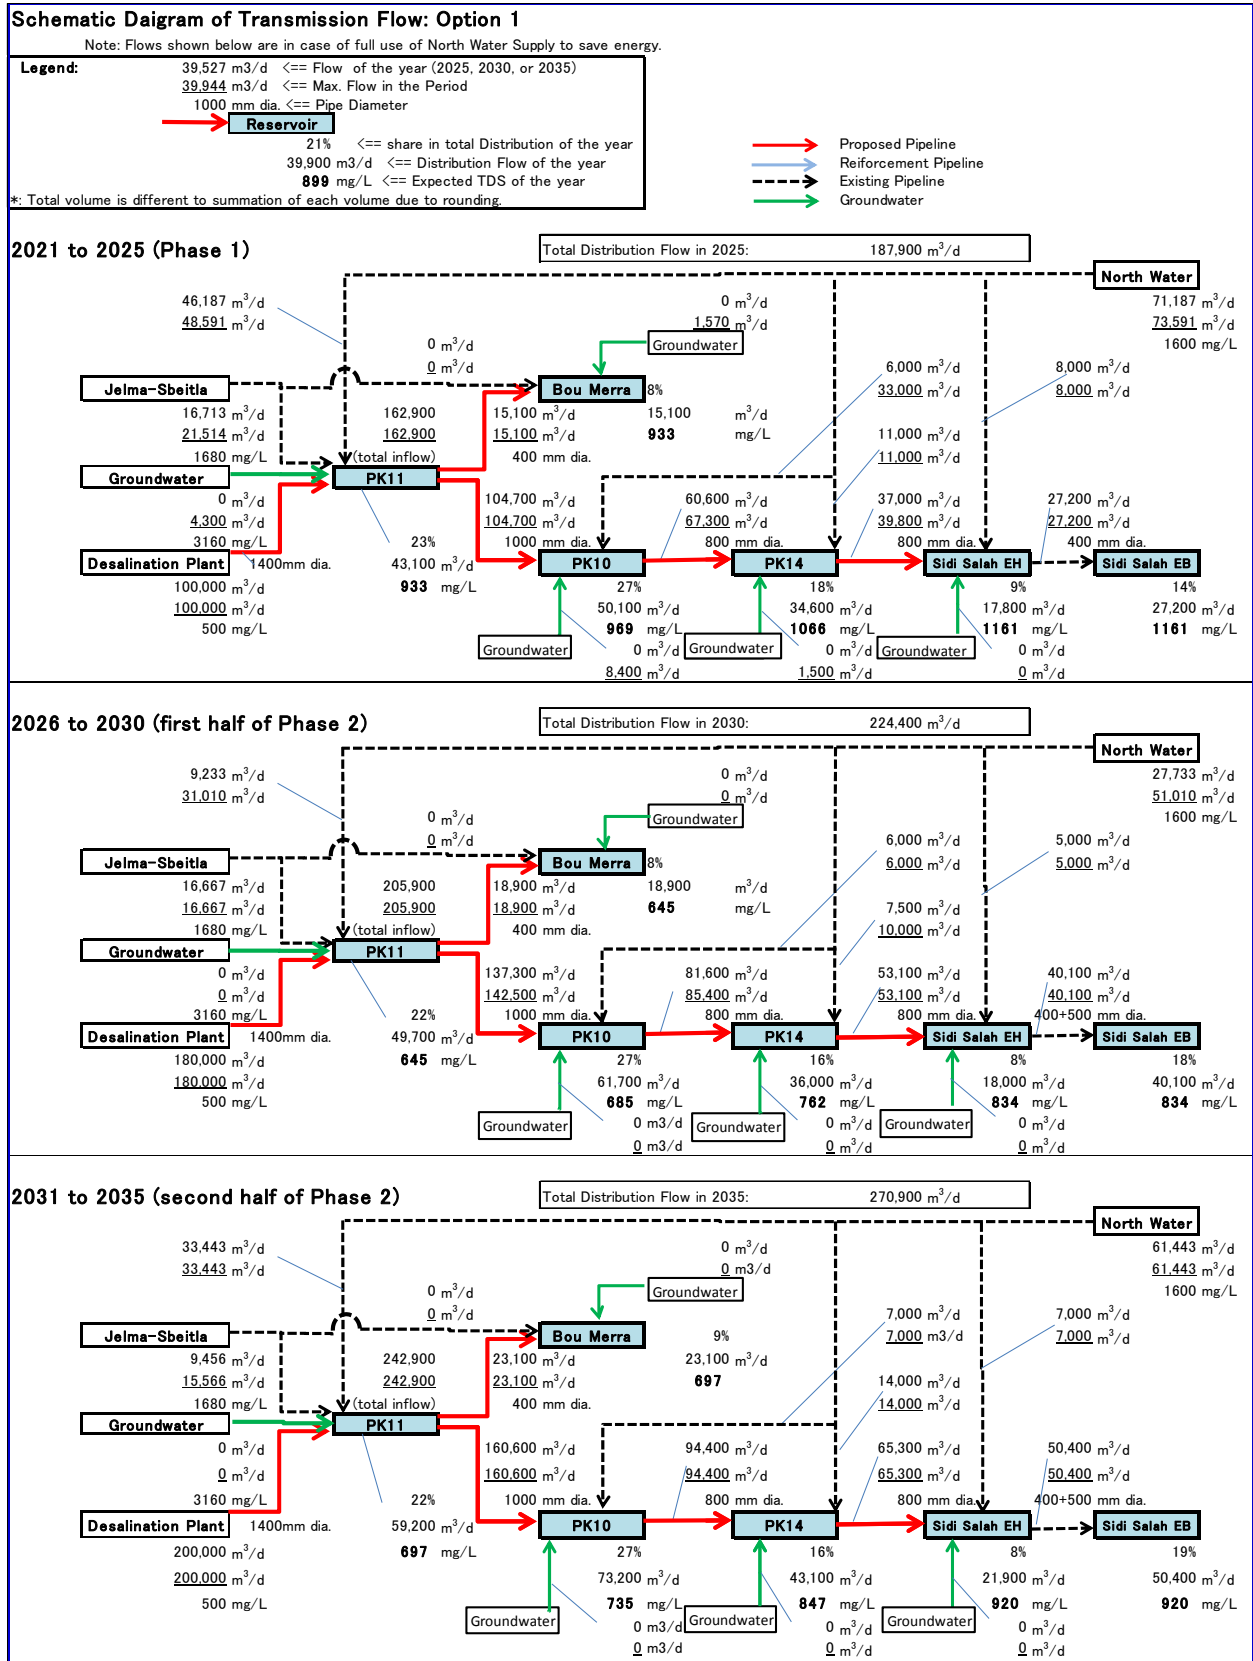 Schematic Daigram of Transmission Flow: Option 1
Note: Flows shown below are in case of full use of North Water Supply to save energy.
Legend:
39,527 m3/d <== Flow of the year (2025, 2030, or 2035)
39,944 m3/d <== Max. Flow in the Period
1000 mm dia. <== Pipe Diameter
Reservoir
21% <== share in total Distribution of the year
39,900 m3/d <== Distribution Flow of the year
899 mg/L <== Expected TDS of the year
*: Total volume is different to summation of each volume due to rounding.
Proposed Pipeline
Reiforcement Pipeline
Existing Pipeline
Groundwater
2021 to 2025 (Phase 1)
Total Distribution Flow in 2025: 187,900 m3/d
North Water
46,187 m3/d 0 m3/d 71,187 m3/d
48,591 m3/d 1,570 m3/d 73,591 m3/d
0 m3/d Groundwater 1600 mg/L
0 m3/d 6,000 m3/d 8,000 m3/d
Jelma-Sbeitla Bou Merra 8% 33,000 m3/d 8,000 m3/d
16,713 m3/d 162,900 15,100 m3/d 15,100 m3/d
21,514 m3/d 162,900 15,100 m3/d 933 mg/L 11,000 m3/d
1680 mg/L (total inflow) 400 mm dia. 11,000 m3/d
Groundwater PK11
0 m3/d 104,700 m3/d 60,600 m3/d 37,000 m3/d 27,200 m3/d
4,300 m3/d 104,700 m3/d 67,300 m3/d 39,800 m3/d 27,200 m3/d
3160 mg/L 23% 1000 mm dia. 800 mm dia. 800 mm dia. 400 mm dia.
Desalination Plant 1400mm dia. 43,100 m3/d PK10 PK14 Sidi Salah EH Sidi Salah EB
100,000 m3/d 933 mg/L 27% 18% 9% 14%
100,000 m3/d 50,100 m3/d 34,600 m3/d 17,800 m3/d 27,200 m3/d
500 mg/L 969 mg/L 1066 mg/L 1161 mg/L 1161 mg/L
Groundwater 0 m3/d Groundwater 0 m3/d Groundwater 0 m3/d
8,400 m3/d 1,500 m3/d 0 m3/d
2026 to 2030 (first half of Phase 2)
Total Distribution Flow in 2030: 224,400 m3/d
North Water
9,233 m3/d 0 m3/d 27,733 m3/d
31,010 m3/d 0 m3/d 51,010 m3/d
0 m3/d Groundwater 1600 mg/L
0 m3/d 6,000 m3/d 5,000 m3/d
Jelma-Sbeitla Bou Merra 8% 6,000 m3/d 5,000 m3/d
16,667 m3/d 205,900 18,900 m3/d 18,900 m3/d
16,667 m3/d 205,900 18,900 m3/d 645 mg/L 7,500 m3/d
1680 mg/L (total inflow) 400 mm dia. 10,000 m3/d
Groundwater PK11
0 m3/d 137,300 m3/d 81,600 m3/d 53,100 m3/d 40,100 m3/d
0 m3/d 142,500 m3/d 85,400 m3/d 53,100 m3/d 40,100 m3/d
3160 mg/L 22% 1000 mm dia. 800 mm dia. 800 mm dia. 400+500 mm dia.
Desalination Plant 1400mm dia. 49,700 m3/d PK10 PK14 Sidi Salah EH Sidi Salah EB
180,000 m3/d 645 mg/L 27% 16% 8% 18%
180,000 m3/d 61,700 m3/d 36,000 m3/d 18,000 m3/d 40,100 m3/d
500 mg/L 685 mg/L 762 mg/L 834 mg/L 834 mg/L
Groundwater 0 m3/d Groundwater 0 m3/d Groundwater 0 m3/d
0 m3/d 0 m3/d 0 m3/d
2031 to 2035 (second half of Phase 2)
Total Distribution Flow in 2035: 270,900 m3/d
North Water
33,443 m3/d 0 m3/d 61,443 m3/d
33,443 m3/d 0 m3/d 61,443 m3/d
0 m3/d Groundwater 1600 mg/L
0 m3/d 7,000 m3/d 7,000 m3/d
Jelma-Sbeitla Bou Merra 9% 7,000 m3/d 7,000 m3/d
9,456 m3/d 242,900 23,100 m3/d 23,100 m3/d
15,566 m3/d 242,900 23,100 m3/d 697 14,000 m3/d
1680 mg/L (total inflow) 400 mm dia. 14,000 m3/d
Groundwater PK11
0 m3/d 160,600 m3/d 94,400 m3/d 65,300 m3/d 50,400 m3/d
0 m3/d 160,600 m3/d 94,400 m3/d 65,300 m3/d 50,400 m3/d
3160 mg/L 22% 1000 mm dia. 800 mm dia. 800 mm dia. 400+500 mm dia.
Desalination Plant 1400mm dia. 59,200 m3/d PK10 PK14 Sidi Salah EH Sidi Salah EB
200,000 m3/d 697 mg/L 27% 16% 8% 19%
200,000 m3/d 73,200 m3/d 43,100 m3/d 21,900 m3/d 50,400 m3/d
500 mg/L 735 mg/L 847 mg/L 920 mg/L 920 mg/L
Groundwater 0 m3/d Groundwater 0 m3/d Groundwater 0 m3/d
0 m3/d 0 m3/d 0 m3/d